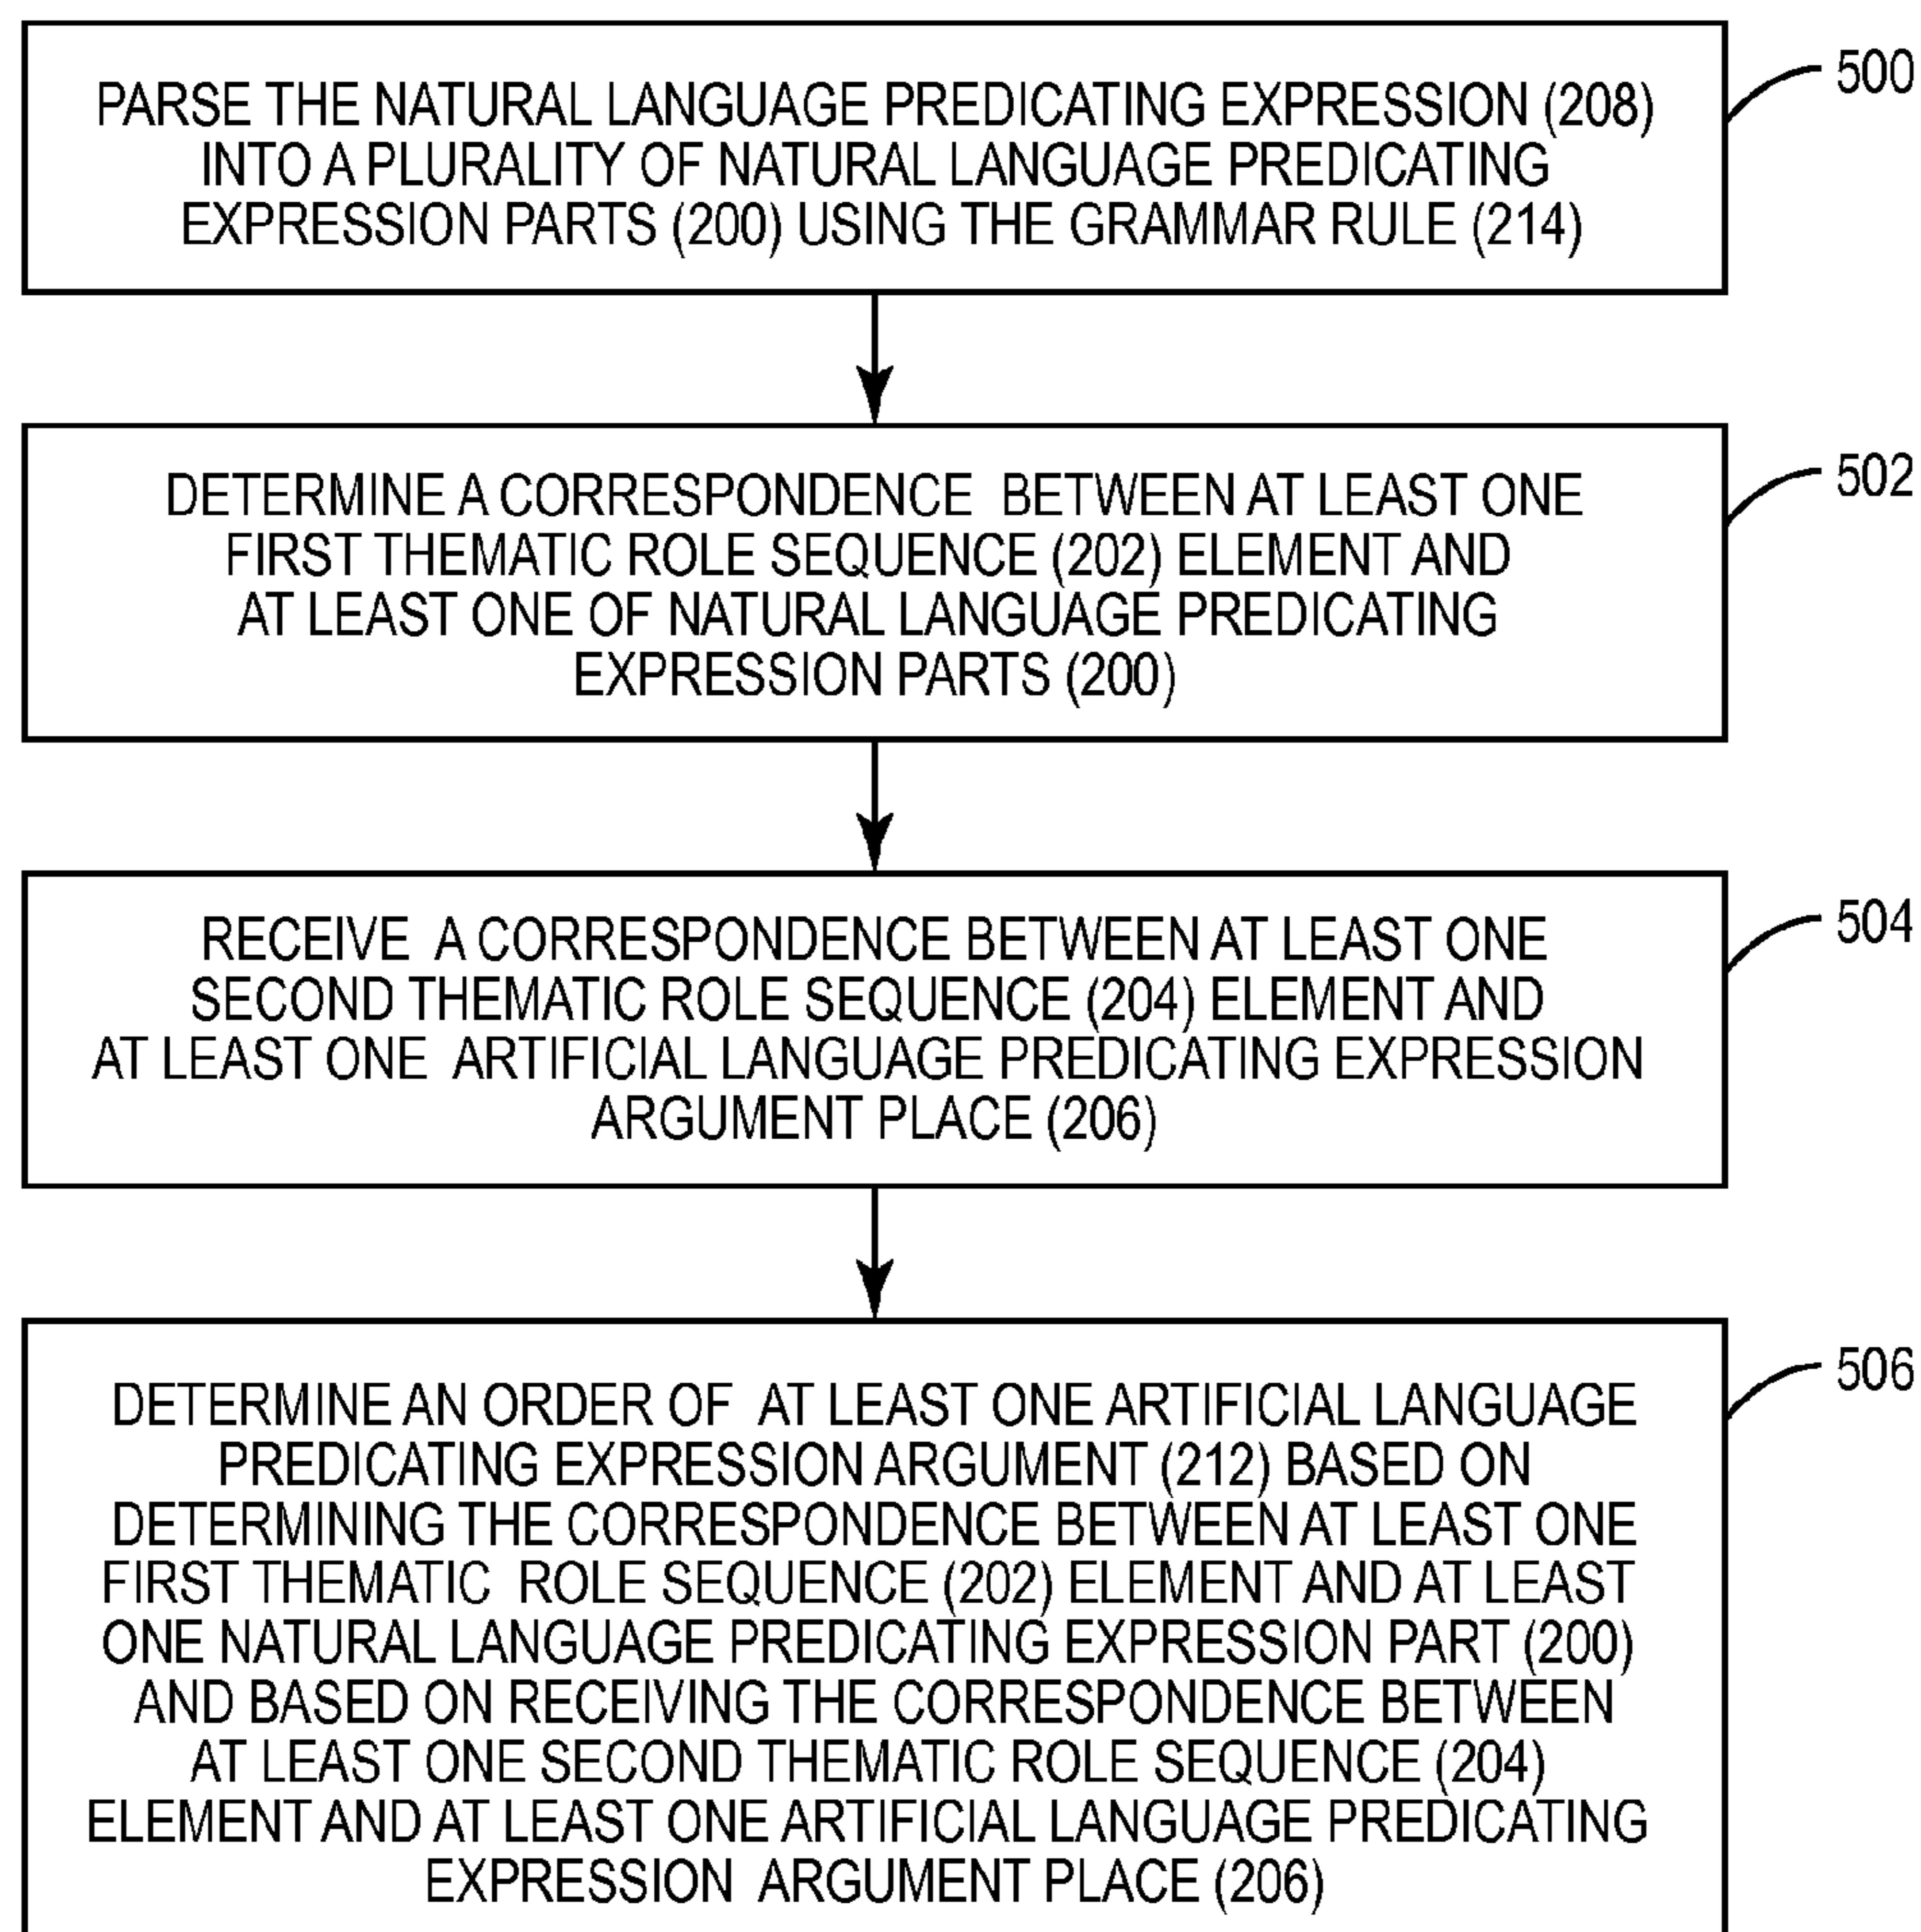 PARSE THE NATURAL LANGUAGE PREDICATING EXPRESSION (208)
INTO A PLURALITY OF NATURAL LANGUAGE PREDICATING
EXPRESSION PARTS (200) USING THE GRAMMAR RULE (214)
500
DETERMINE A CORRESPONDENCE BETWEEN AT LEAST ONE
FIRST THEMATIC ROLE SEQUENCE (202) ELEMENT AND
AT LEAST ONE OF NATURAL LANGUAGE PREDICATING
EXPRESSION PARTS (200)
502
RECEIVE A CORRESPONDENCE BETWEEN AT LEAST ONE
SECOND THEMATIC ROLE SEQUENCE (204) ELEMENT AND
AT LEAST ONE ARTIFICIAL LANGUAGE PREDICATING EXPRESSION
ARGUMENT PLACE (206)
504
DETERMINE AN ORDER OF AT LEAST ONE ARTIFICIAL LANGUAGE
PREDICATING EXPRESSION ARGUMENT (212) BASED ON
DETERMINING THE CORRESPONDENCE BETWEEN AT LEAST ONE
FIRST THEMATIC ROLE SEQUENCE (202) ELEMENT AND AT LEAST
ONE NATURAL LANGUAGE PREDICATING EXPRESSION PART (200)
AND BASED ON RECEIVING THE CORRESPONDENCE BETWEEN
AT LEAST ONE SECOND THEMATIC ROLE SEQUENCE (204)
ELEMENT AND AT LEAST ONE ARTIFICIAL LANGUAGE PREDICATING
EXPRESSION ARGUMENT PLACE (206)
506